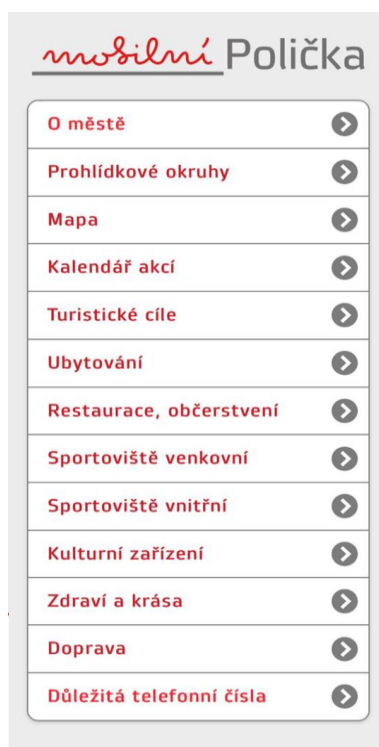 mobilní Polička
O městě
Prohlídkové okruhy
Mapa
Kalendář akcí
Turistické cíle
Ubytování
Restaurace, občerstvení
Sportoviště venkovní
Sportoviště vnitřní
Kulturní zařízení
Zdraví a krása
Doprava
Důležitá telefonní čísla